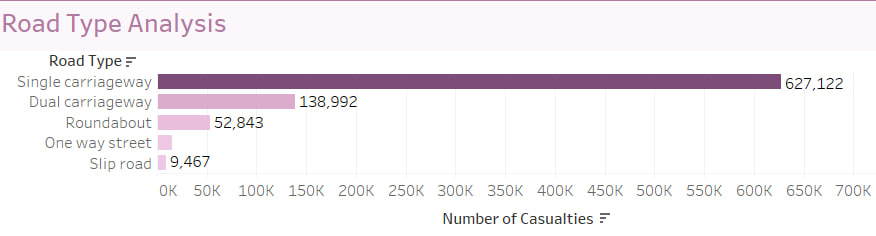 Road Type Analysis
Road Type
Single carriageway 627,122
Dual carriageway 138,992
Roundabout 52,843
One way street
Slip road 9,467
0K 50K 100K 150K 200K 250K 300K 350K 400K 450K 500K 550K 600K 650K 700K
Number of Casualties